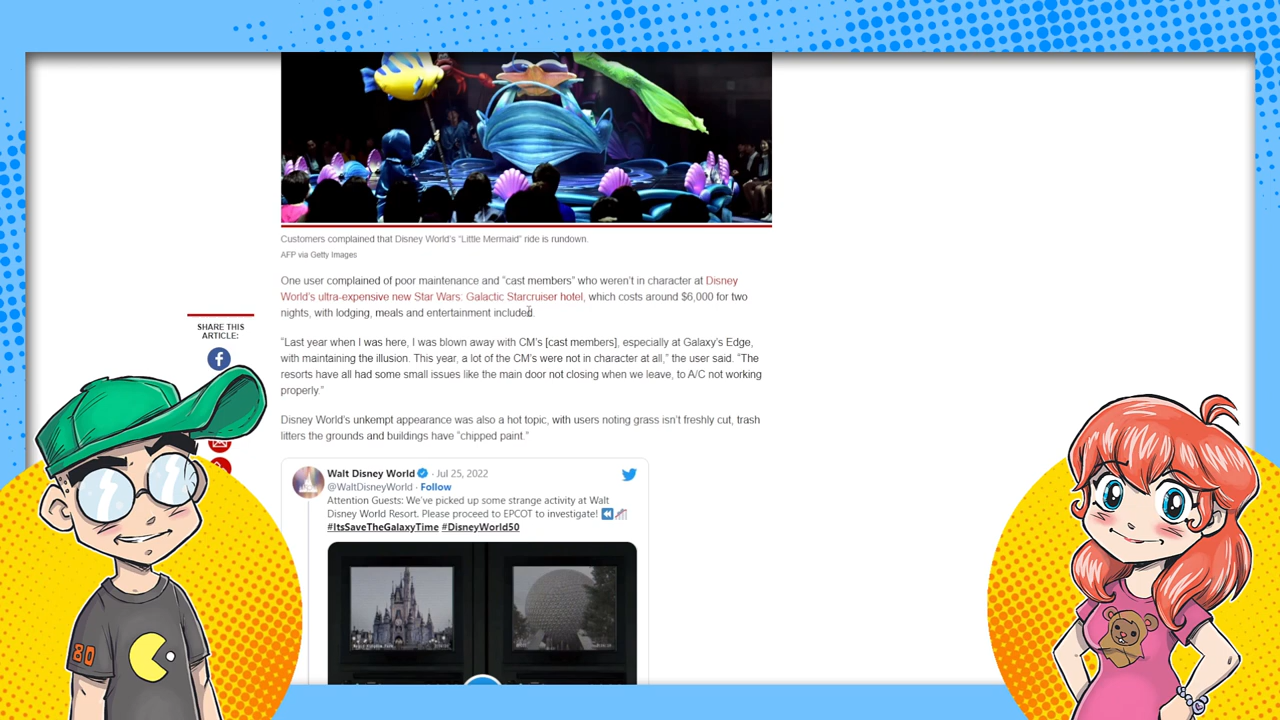 Customers complained that Disney World's "Little Mermaid" ride is rundown.
AFP via Getty Images
One user complained of poor maintenance and "cast members" who weren't in character at Disney
World's ultra-expensive new Star Wars: Galactic Starcruiser hotel, which costs around $6,000 for two
nights, with lodging, meals and entertainment included.
SHARE THIS
ARTICLE:
"Last year when I was here, I was blown away with CM's [cast members], especially at Galaxy's Edge,
with maintaining the illusion. This year, a lot of the CM's were not in character at all," the user said. "The
resorts have all had some small issues like the main door not closing when we leave, to A/C not working
properly."
Disney World's unkempt appearance was also a hot topic, with users noting grass isn't freshly cut, trash
litters the grounds and buildings have "chipped paint."
Walt Disney World · Jul 25, 2022
@WaltDisneyWorld · Follow
Attention Guests: We've picked up some strange activity at Walt
Disney World Resort. Please proceed to EPCOT to investigate!
#ItsSaveTheGalaxyTime #DisneyWorld50
80